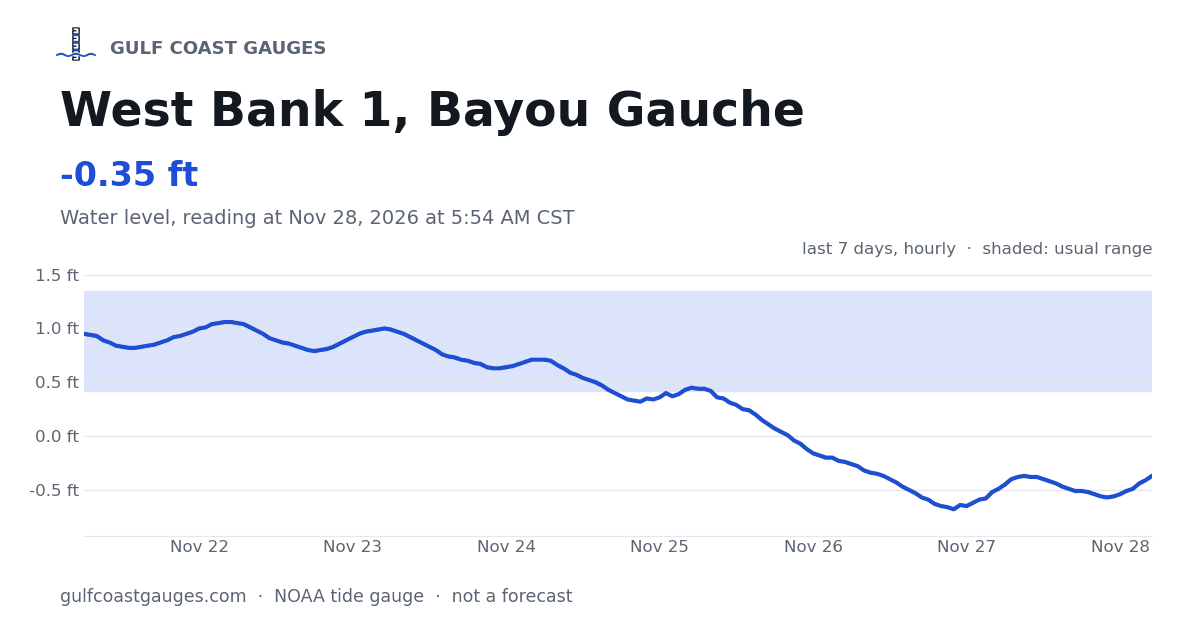 GULF COAST GAUGES
West Bank 1, Bayou Gauche
-0.35 ft
Water level, reading at Nov 28, 2026 at 5:54 AM CST
last 7 days, hourly · shaded: usual range
1.5 ft
1.0 ft
0.5 ft
0.0 ft
-0.5 ft
Nov 22 Nov 23 Nov 24 Nov 25 Nov 26 Nov 27 Nov 28
gulfcoastgauges.com · NOAA tide gauge · not a forecast